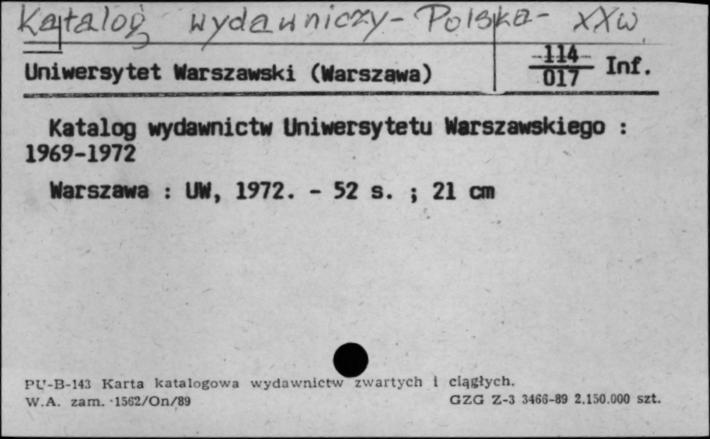 Katalog wydawniczy - Polska - XXw
Uniwersytet Warszawski (Warszawa)
114
017 Inf.
Katalog wydawnictw Uniwersytetu Warszawskiego :
1969-1972
Warszawa : UW, 1972. - 52 s. ; 21 cm
PU-B-143 Karta katalogowa wydawnictw zwartych i ciągłych.
W.A. zam. 1562/On/89 GZG Z-3 3466-89 2.150.000 szt.